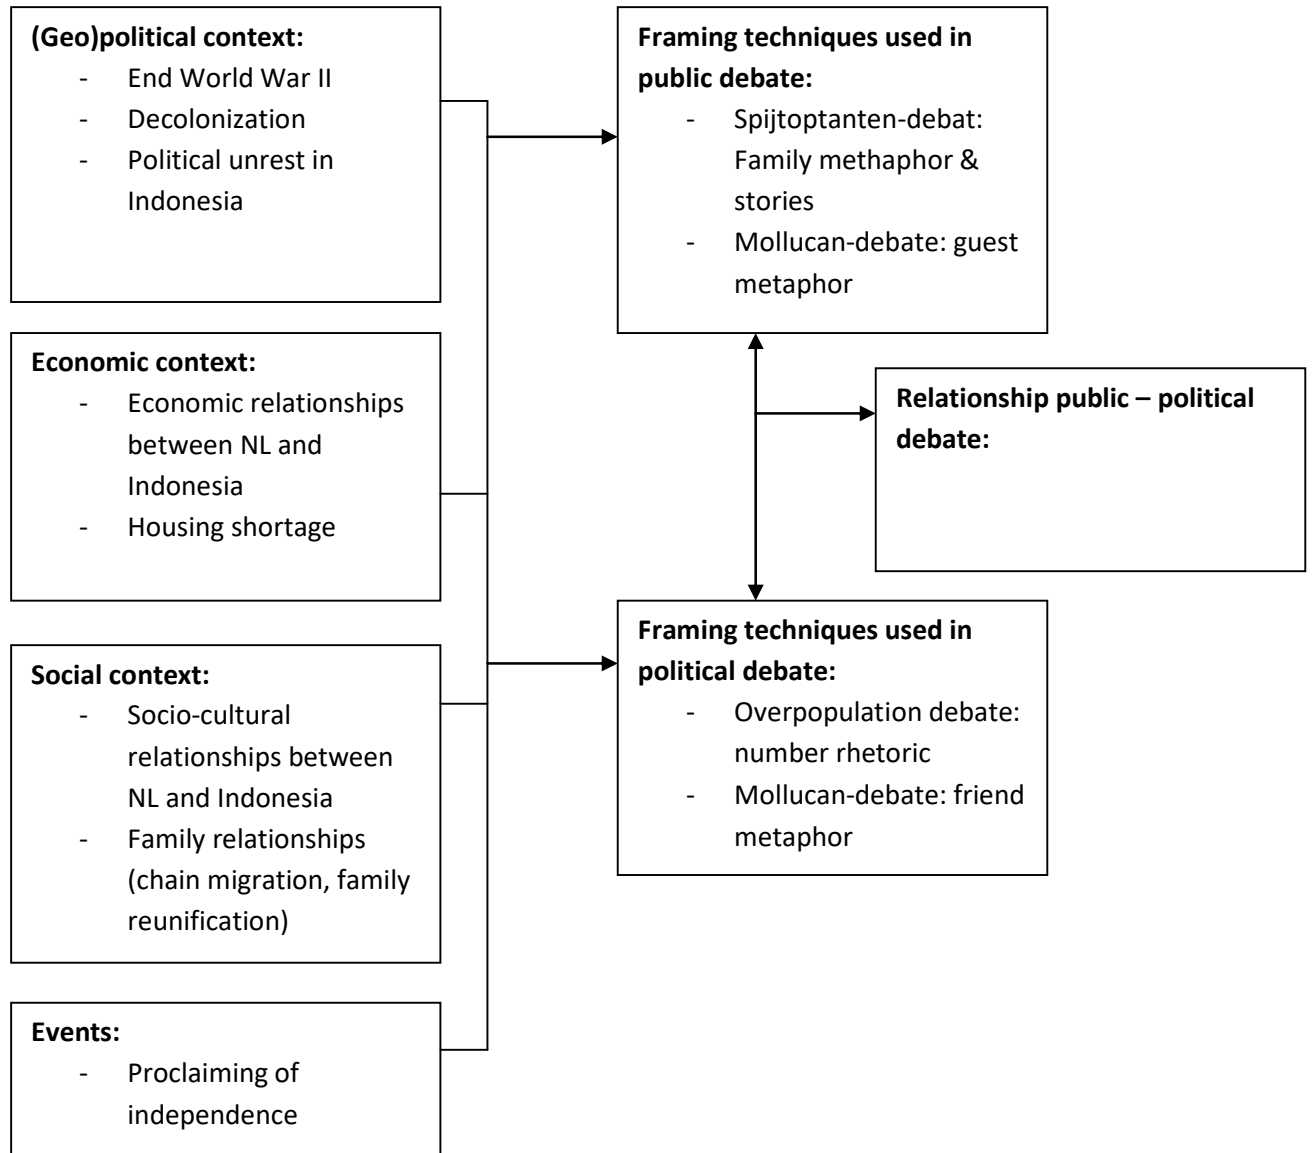 (Geo)political context:
- End World War II
- Decolonization
- Political unrest in
Indonesia
Economic context:
- Economic relationships
between NL and
Indonesia
- Housing shortage
Social context:
- Socio-cultural
relationships between
NL and Indonesia
- Family relationships
(chain migration, family
reunification)
Events:
- Proclaiming of
independence
Framing techniques used in
public debate:
- Spijtoptanten-debat:
Family methaphor &
stories
- Mollucan-debate: guest
metaphor
Relationship public – political
debate:
Framing techniques used in
political debate:
- Overpopulation debate:
number rhetoric
- Mollucan-debate: friend
metaphor